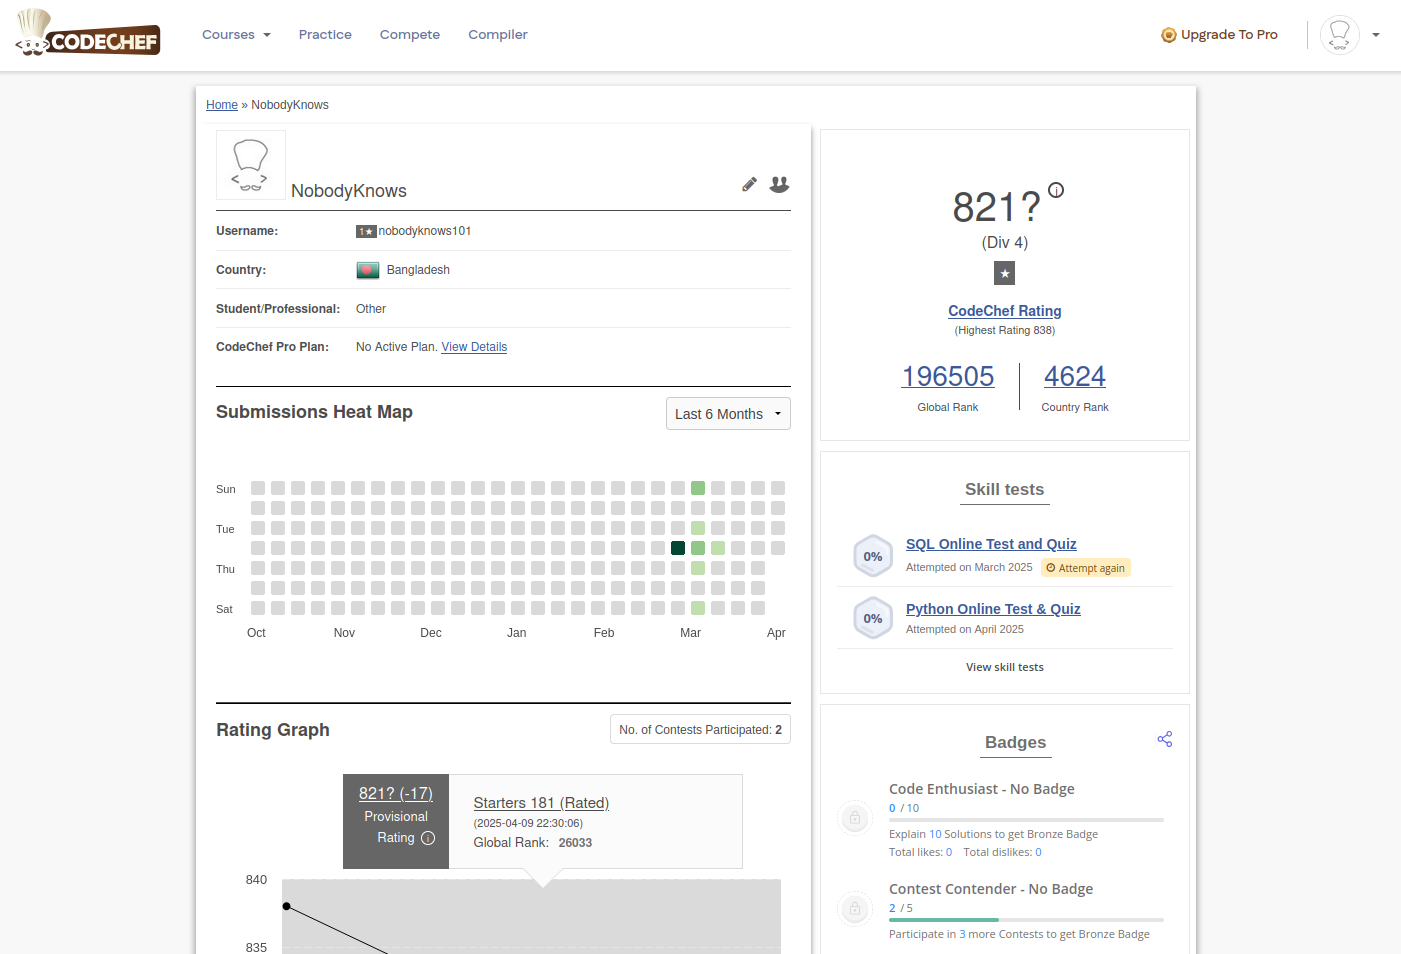 CODECHEF
Courses Practice Compete Compiler
Upgrade To Pro
Home » NobodyKnows
NobodyKnows
Username: 1★ nobodyknows101
Country: Bangladesh
Student/Professional: Other
CodeChef Pro Plan: No Active Plan. View Details
Submissions Heat Map
Last 6 Months
Sun
Tue
Thu
Sat
Oct Nov Dec Jan Feb Mar Apr
Rating Graph
No. of Contests Participated: 2
821? (-17)
Provisional
Rating
Starters 181 (Rated)
(2025-04-09 22:30:06)
Global Rank: 26033
840
835
821?
(Div 4)
★
CodeChef Rating
(Highest Rating 838)
196505
Global Rank
4624
Country Rank
Skill tests
0%
SQL Online Test and Quiz
Attempted on March 2025 Attempt again
0%
Python Online Test & Quiz
Attempted on April 2025
View skill tests
Badges
Code Enthusiast - No Badge
0 / 10
Explain 10 Solutions to get Bronze Badge
Total likes: 0 Total dislikes: 0
Contest Contender - No Badge
2 / 5
Participate in 3 more Contests to get Bronze Badge